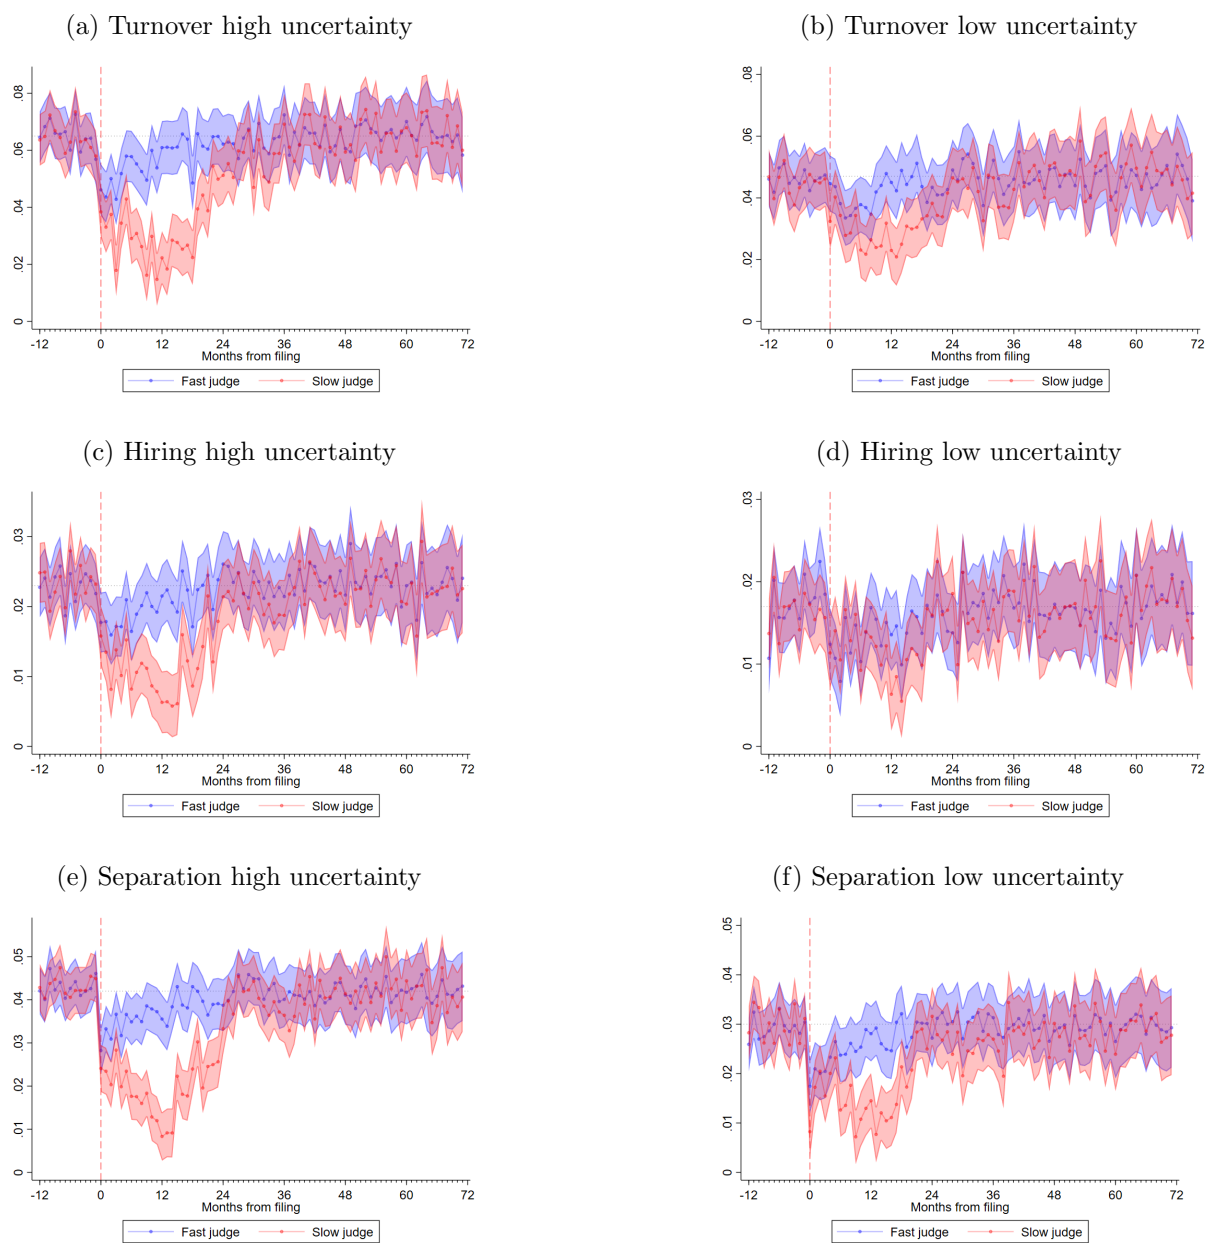 (a) Turnover high uncertainty
.08
.06
.04
.02
0
-12 0 12 24 36 48 60 72
Months from filing
Fast judge Slow judge
(b) Turnover low uncertainty
.08
.06
.04
.02
0
-12 0 12 24 36 48 60 72
Months from filing
Fast judge Slow judge
(c) Hiring high uncertainty
.03
.02
.01
0
-12 0 12 24 36 48 60 72
Months from filing
Fast judge Slow judge
(d) Hiring low uncertainty
.03
.02
.01
0
-12 0 12 24 36 48 60 72
Months from filing
Fast judge Slow judge
(e) Separation high uncertainty
.05
.04
.03
.02
.01
0
-12 0 12 24 36 48 60 72
Months from filing
Fast judge Slow judge
(f) Separation low uncertainty
.05
.04
.03
.02
.01
0
-12 0 12 24 36 48 60 72
Months from filing
Fast judge Slow judge